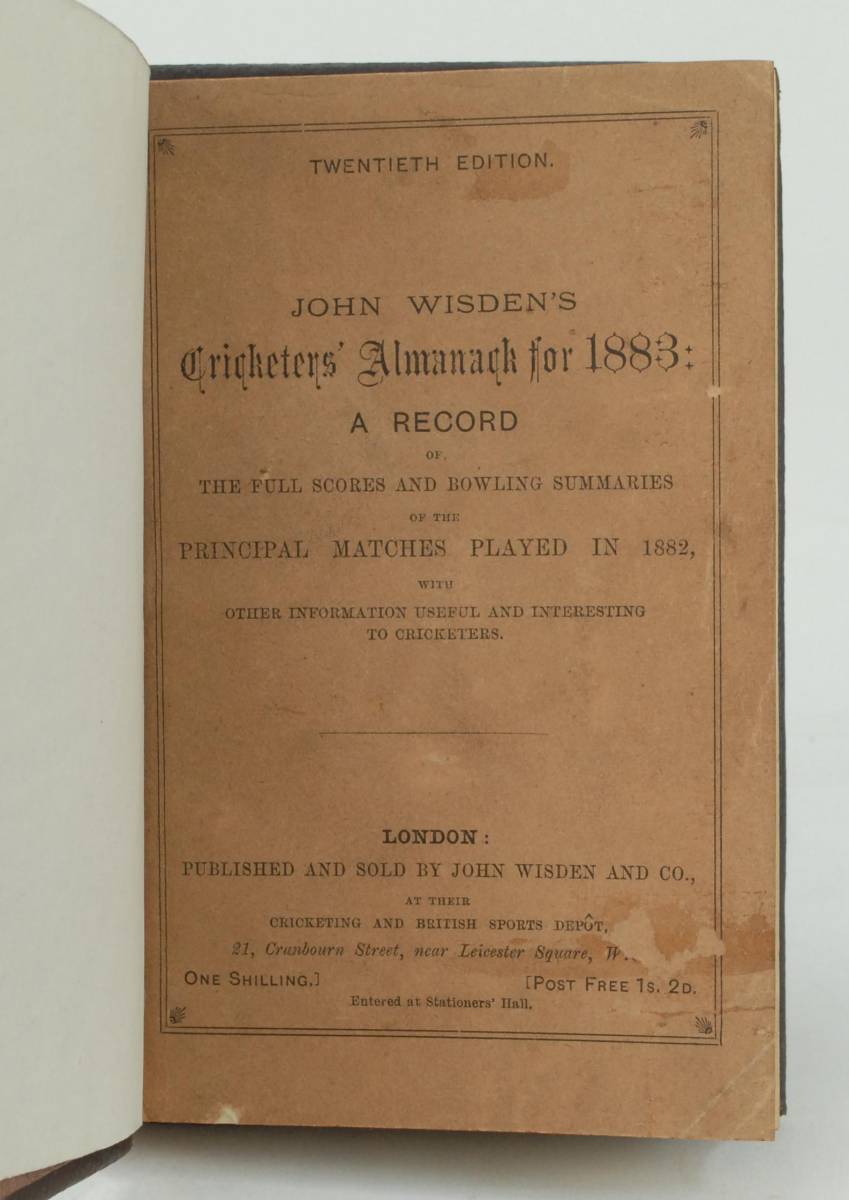 TWENTIETH EDITION.
JOHN WISDEN'S
Cricketers' Almanack for 1883:
A RECORD
OF
THE FULL SCORES AND BOWLING SUMMARIES
OF THE
PRINCIPAL MATCHES PLAYED IN 1882,
WITH
OTHER INFORMATION USEFUL AND INTERESTING
TO CRICKETERS.
LONDON:
PUBLISHED AND SOLD BY JOHN WISDEN AND CO.,
AT THEIR
CRICKETING AND BRITISH SPORTS DEPÔT,
21, Cranbourn Street, near Leicester Square, W.
ONE SHILLING.]
[POST FREE 1S. 2D.
Entered at Stationers' Hall.